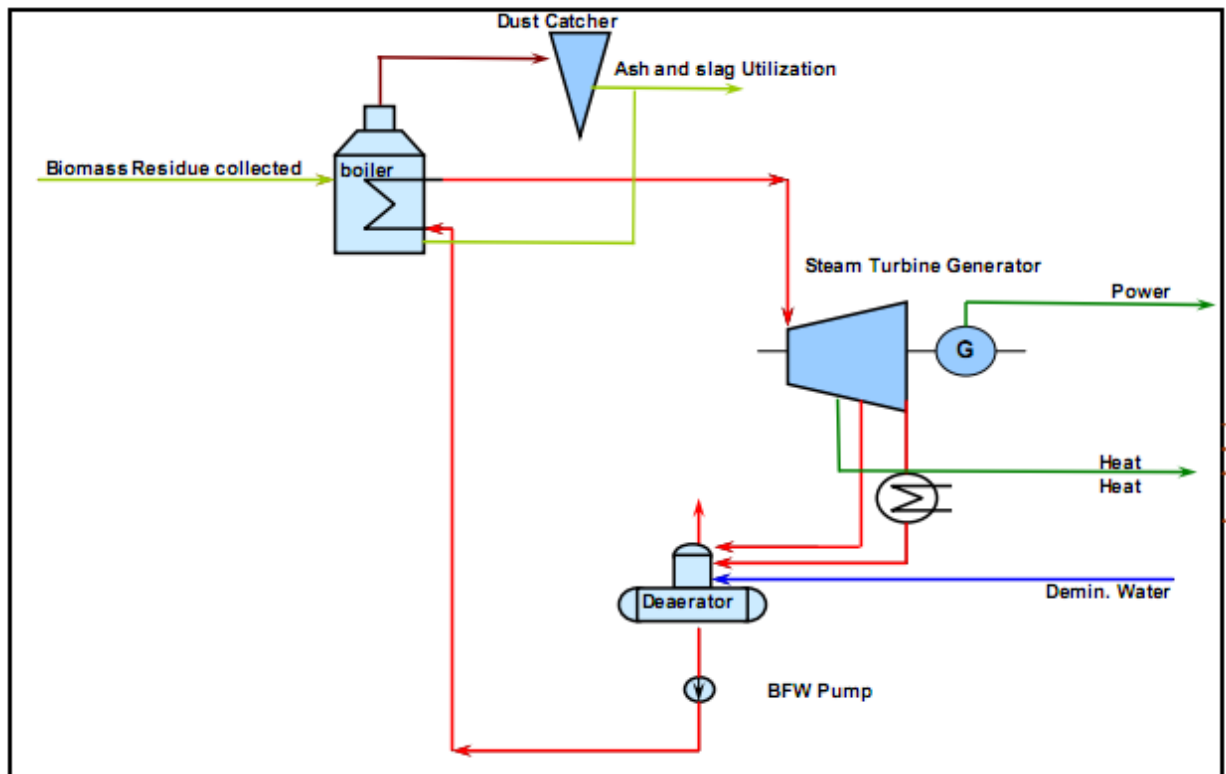 Dust Catcher
Ash and slag Utilization
Biomass Residue collected
boiler
Steam Turbine Generator
Power
G
Heat
Heat
Demin. Water
Deaerator
BFW Pump